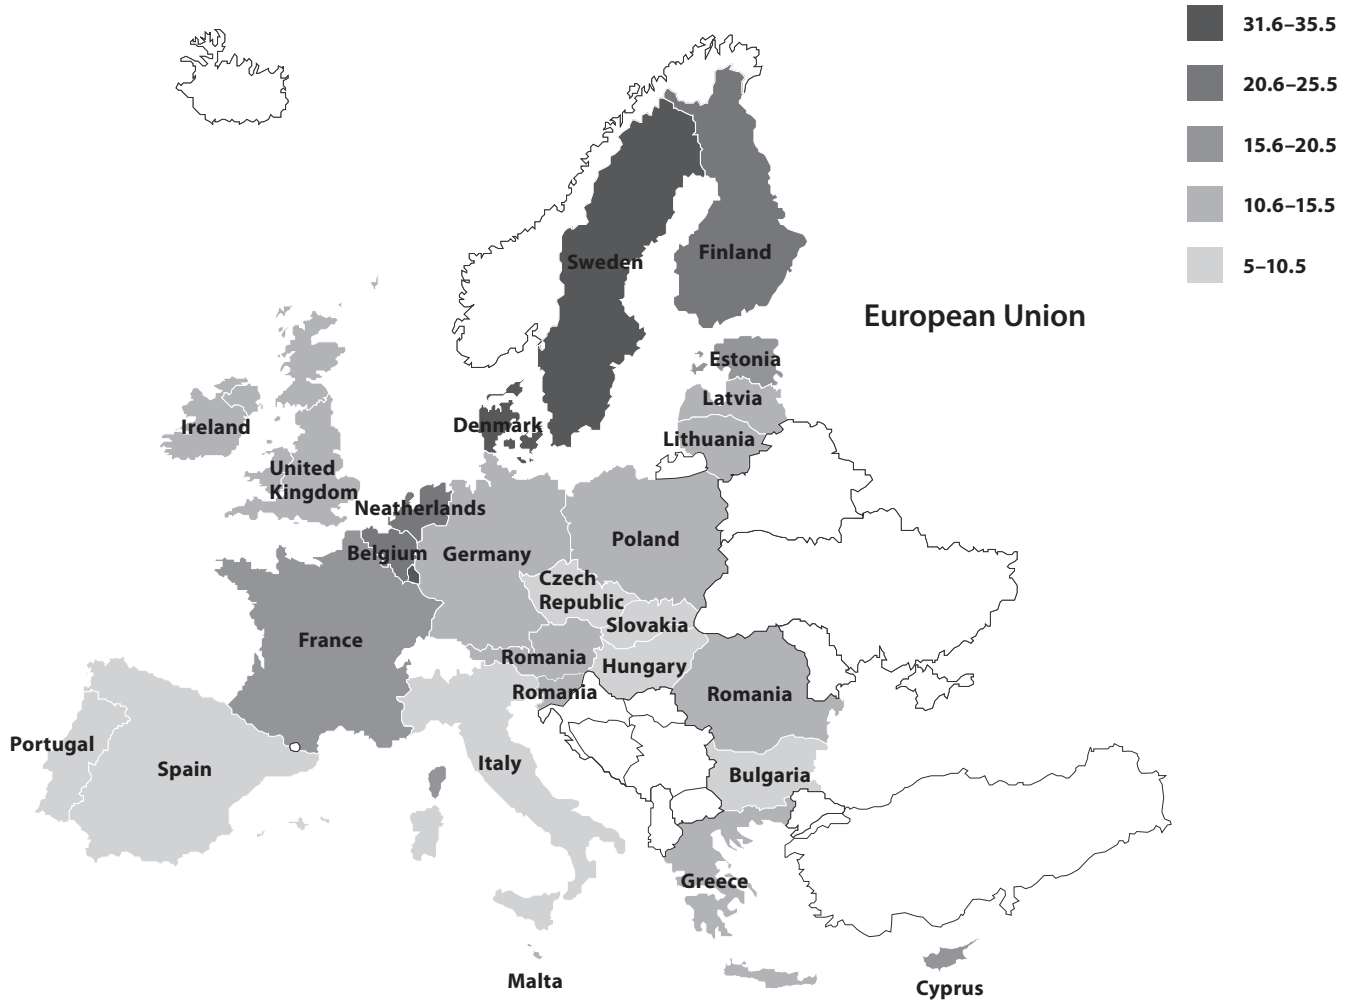 31.6–35.5
20.6–25.5
15.6–20.5
10.6–15.5
5–10.5
European Union
Sweden
Finland
Estonia
Latvia
Lithuania
Denmark
Ireland
United
Kingdom
Neatherlands
Belgium
Germany
Poland
Czech
Republic
Slovakia
France
Romania
Hungary
Romania
Romania
Portugal
Spain
Italy
Bulgaria
Greece
Malta
Cyprus